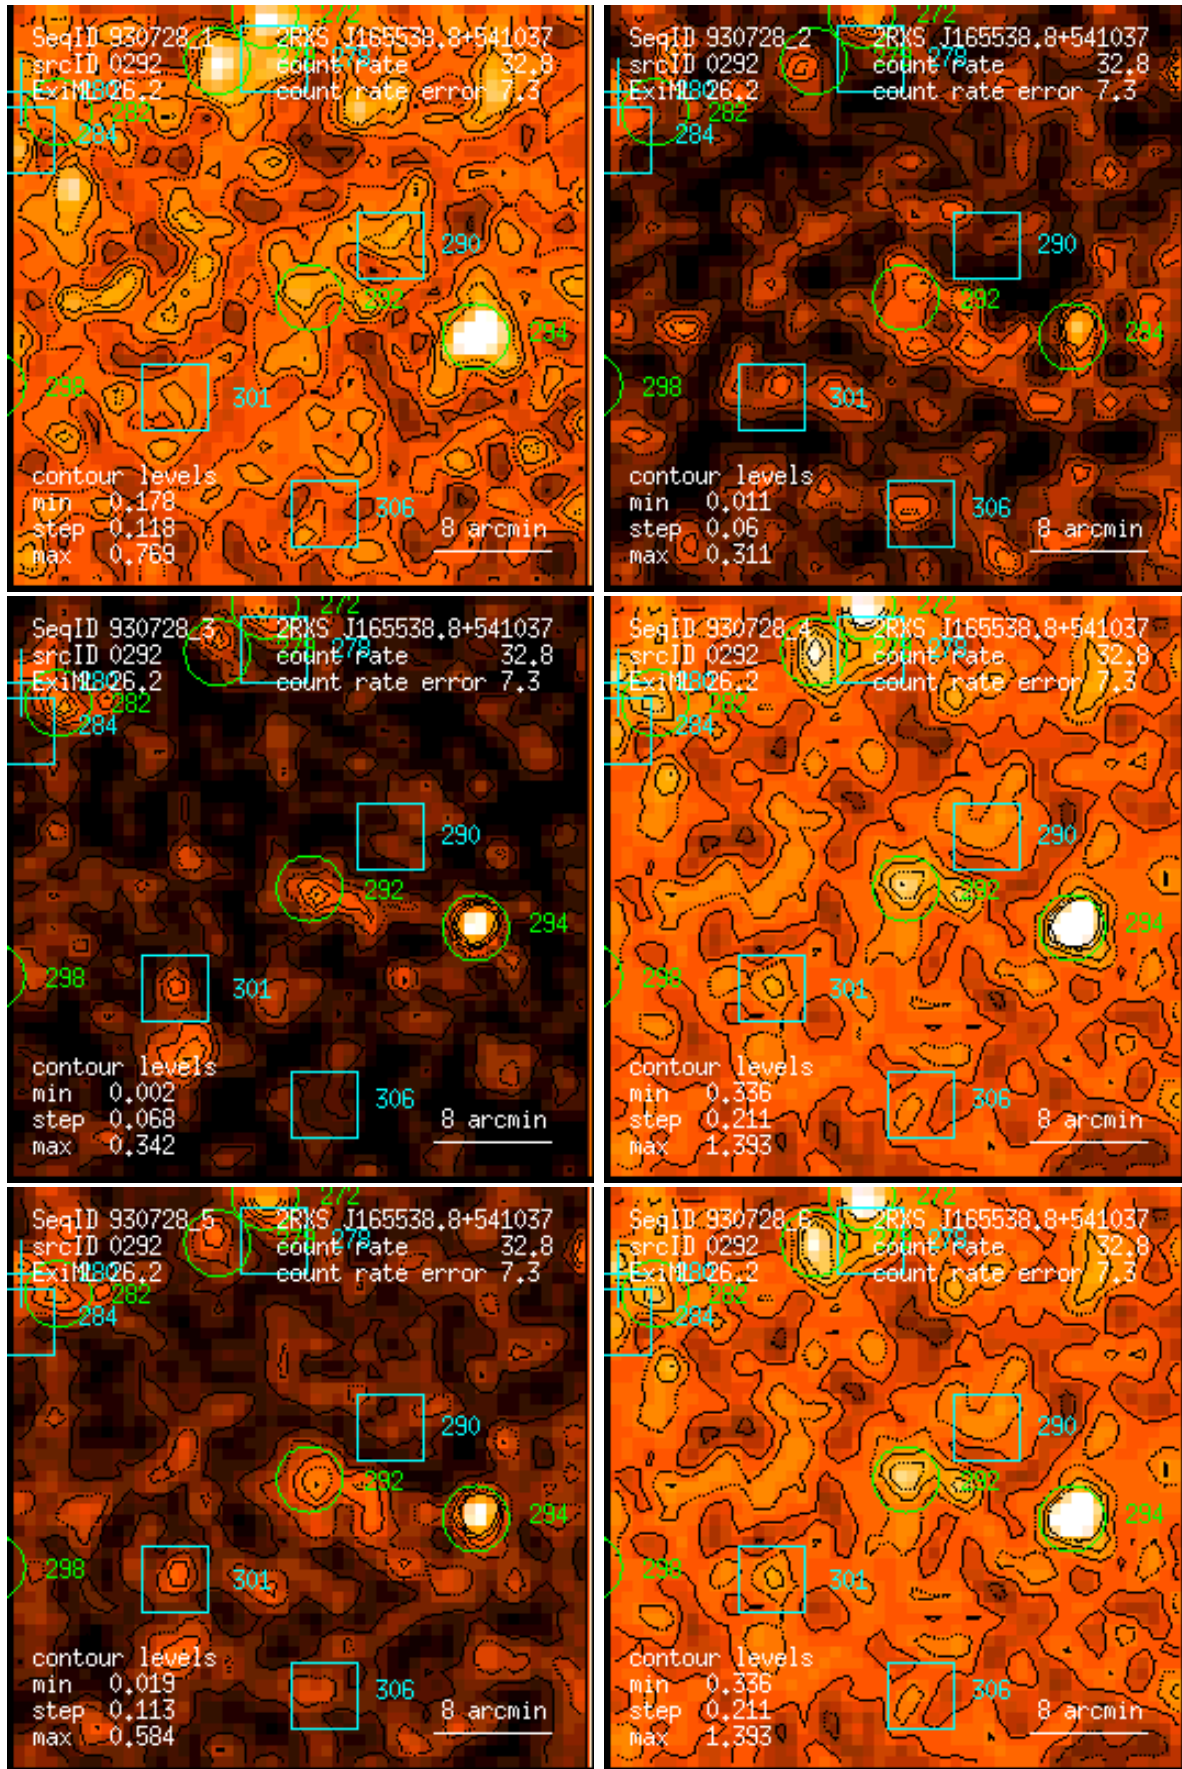 272
SeqID 930728_1 2RXS J165538.8+541037
278
srcID 0292 count rate 32.8
ExiML 26.2 count rate error 7.3
282
284
290
292
294
298
301
contour levels
min 0.178
306
step 0.118
8 arcmin
max 0.769
272
SeqID 930728_2 2RXS J165538.8+541037
278
srcID 0292 count rate 32.8
ExiML 26.2 count rate error 7.3
282
284
290
292
294
298
301
contour levels
min 0.011
306
step 0.06
8 arcmin
max 0.311
272
SeqID 930728_3 2RXS J165538.8+541037
278
srcID 0292 count rate 32.8
ExiML 26.2 count rate error 7.3
282
284
290
292
294
298
301
contour levels
min 0.002
306
step 0.068
8 arcmin
max 0.342
272
SeqID 930728_4 2RXS J165538.8+541037
278
srcID 0292 count rate 32.8
ExiML 26.2 count rate error 7.3
282
284
290
292
294
298
301
contour levels
min 0.336
306
step 0.211
8 arcmin
max 1.393
272
SeqID 930728_5 2RXS J165538.8+541037
278
srcID 0292 count rate 32.8
ExiML 26.2 count rate error 7.3
282
284
290
292
294
298
301
contour levels
min 0.019
306
step 0.113
8 arcmin
max 0.584
272
SeqID 930728_6 2RXS J165538.8+541037
278
srcID 0292 count rate 32.8
ExiML 26.2 count rate error 7.3
282
284
290
292
294
298
301
contour levels
min 0.336
306
step 0.211
8 arcmin
max 1.393